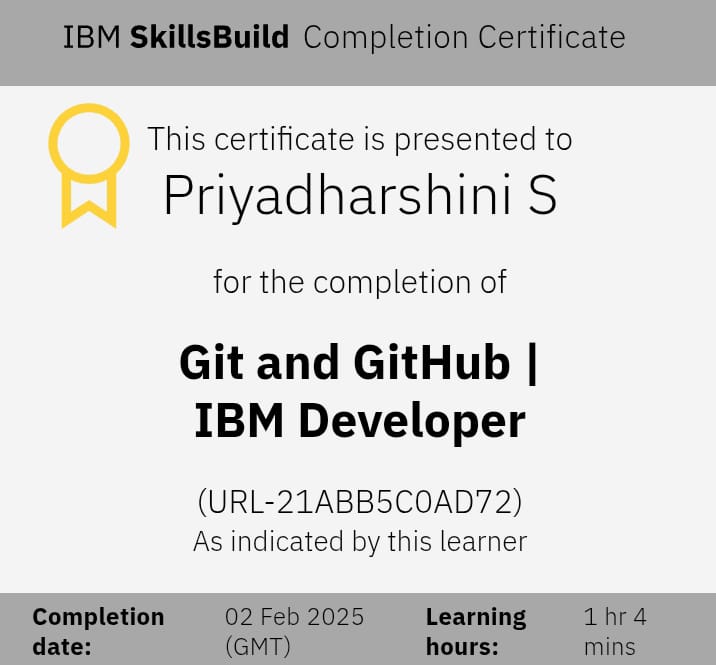 IBM SkillsBuild Completion Certificate
This certificate is presented to
Priyadharshini S
for the completion of
Git and GitHub |
IBM Developer
(URL-21ABB5C0AD72)
As indicated by this learner
Completion date:
02 Feb 2025 (GMT)
Learning hours:
1 hr 4 mins